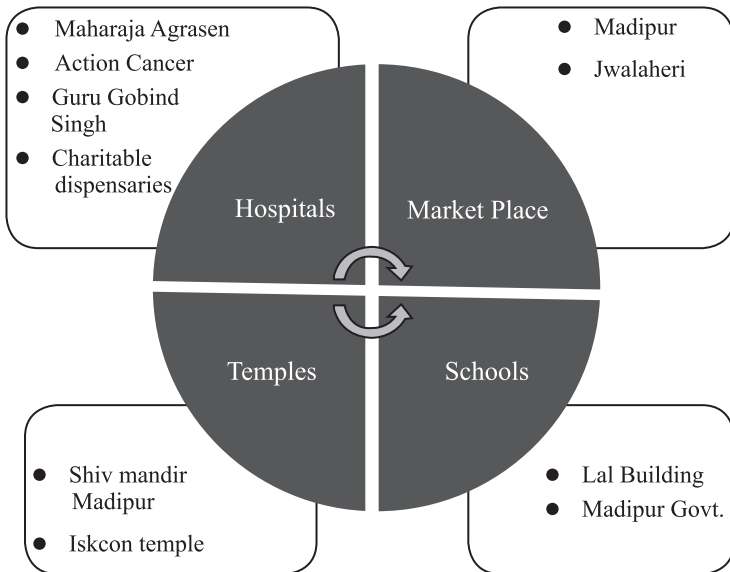 Maharaja Agrasen
Action Cancer
Guru Gobind
Singh
Charitable
dispensaries
Madipur
Jwalaheri
Hospitals
Market Place
Temples
Schools
Shiv mandir
Madipur
Iskcon temple
Lal Building
Madipur Govt.